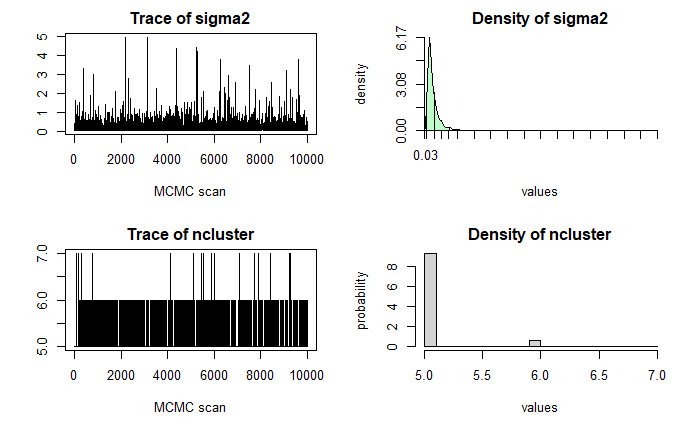 Trace of sigma2
5
4
3
2
1
0
0 2000 4000 6000 8000 10000
MCMC scan
Density of sigma2
density
6.17
3.08
0.00
0.03
values
Trace of ncluster
7.0
6.0
5.0
0 2000 4000 6000 8000 10000
MCMC scan
Density of ncluster
probability
8
6
4
2
0
5.0 5.5 6.0 6.5 7.0
values